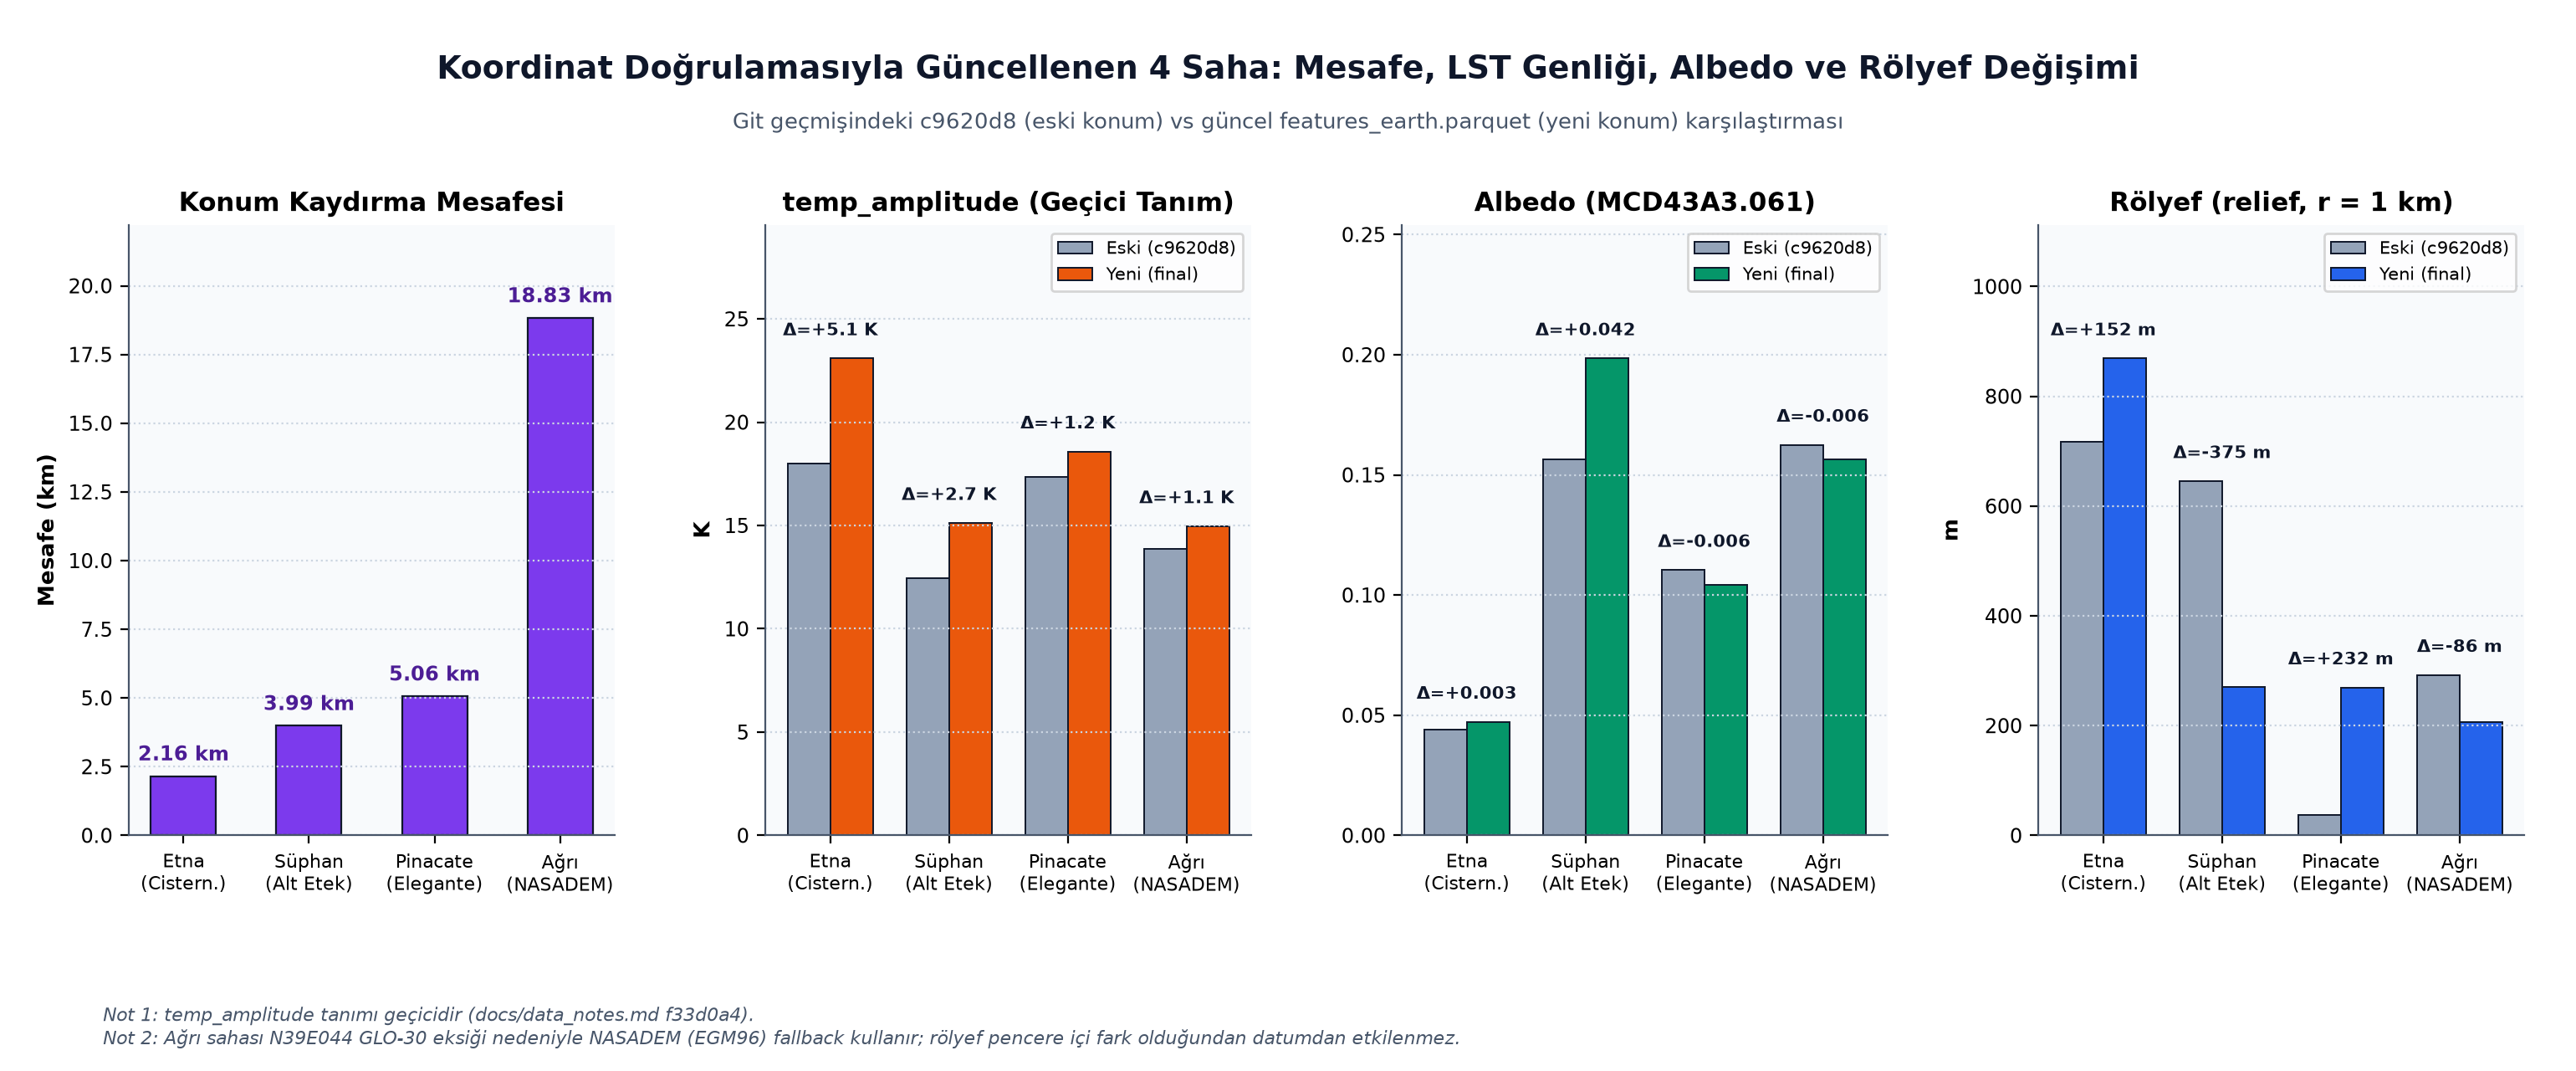 Koordinat Doğrulamasıyla Güncellenen 4 Saha: Mesafe, LST Genliği, Albedo ve Rölyef Değişimi
Git geçmişindeki c9620d8 (eski konum) vs güncel features_earth.parquet (yeni konum) karşılaştırması
Konum Kaydırma Mesafesi
Mesafe (km)
20.0
17.5
15.0
12.5
10.0
7.5
5.0
2.5
0.0
2.16 km
3.99 km
5.06 km
18.83 km
Etna
(Cistern.)
Süphan
(Alt Etek)
Pinacate
(Elegante)
Ağrı
(NASADEM)
temp_amplitude (Geçici Tanım)
Eski (c9620d8)
Yeni (final)
K
25
20
15
10
5
0
Δ=+5.1 K
Δ=+2.7 K
Δ=+1.2 K
Δ=+1.1 K
Etna
(Cistern.)
Süphan
(Alt Etek)
Pinacate
(Elegante)
Ağrı
(NASADEM)
Albedo (MCD43A3.061)
Eski (c9620d8)
Yeni (final)
0.25
0.20
0.15
0.10
0.05
0.00
Δ=+0.003
Δ=+0.042
Δ=-0.006
Δ=-0.006
Etna
(Cistern.)
Süphan
(Alt Etek)
Pinacate
(Elegante)
Ağrı
(NASADEM)
Rölyef (relief, r = 1 km)
Eski (c9620d8)
Yeni (final)
m
1000
800
600
400
200
0
Δ=+152 m
Δ=-375 m
Δ=+232 m
Δ=-86 m
Etna
(Cistern.)
Süphan
(Alt Etek)
Pinacate
(Elegante)
Ağrı
(NASADEM)
Not 1: temp_amplitude tanımı geçicidir (docs/data_notes.md f33d0a4).
Not 2: Ağrı sahası N39E044 GLO-30 eksiği nedeniyle NASADEM (EGM96) fallback kullanır; rölyef pencere içi fark olduğundan datumdan etkilenmez.